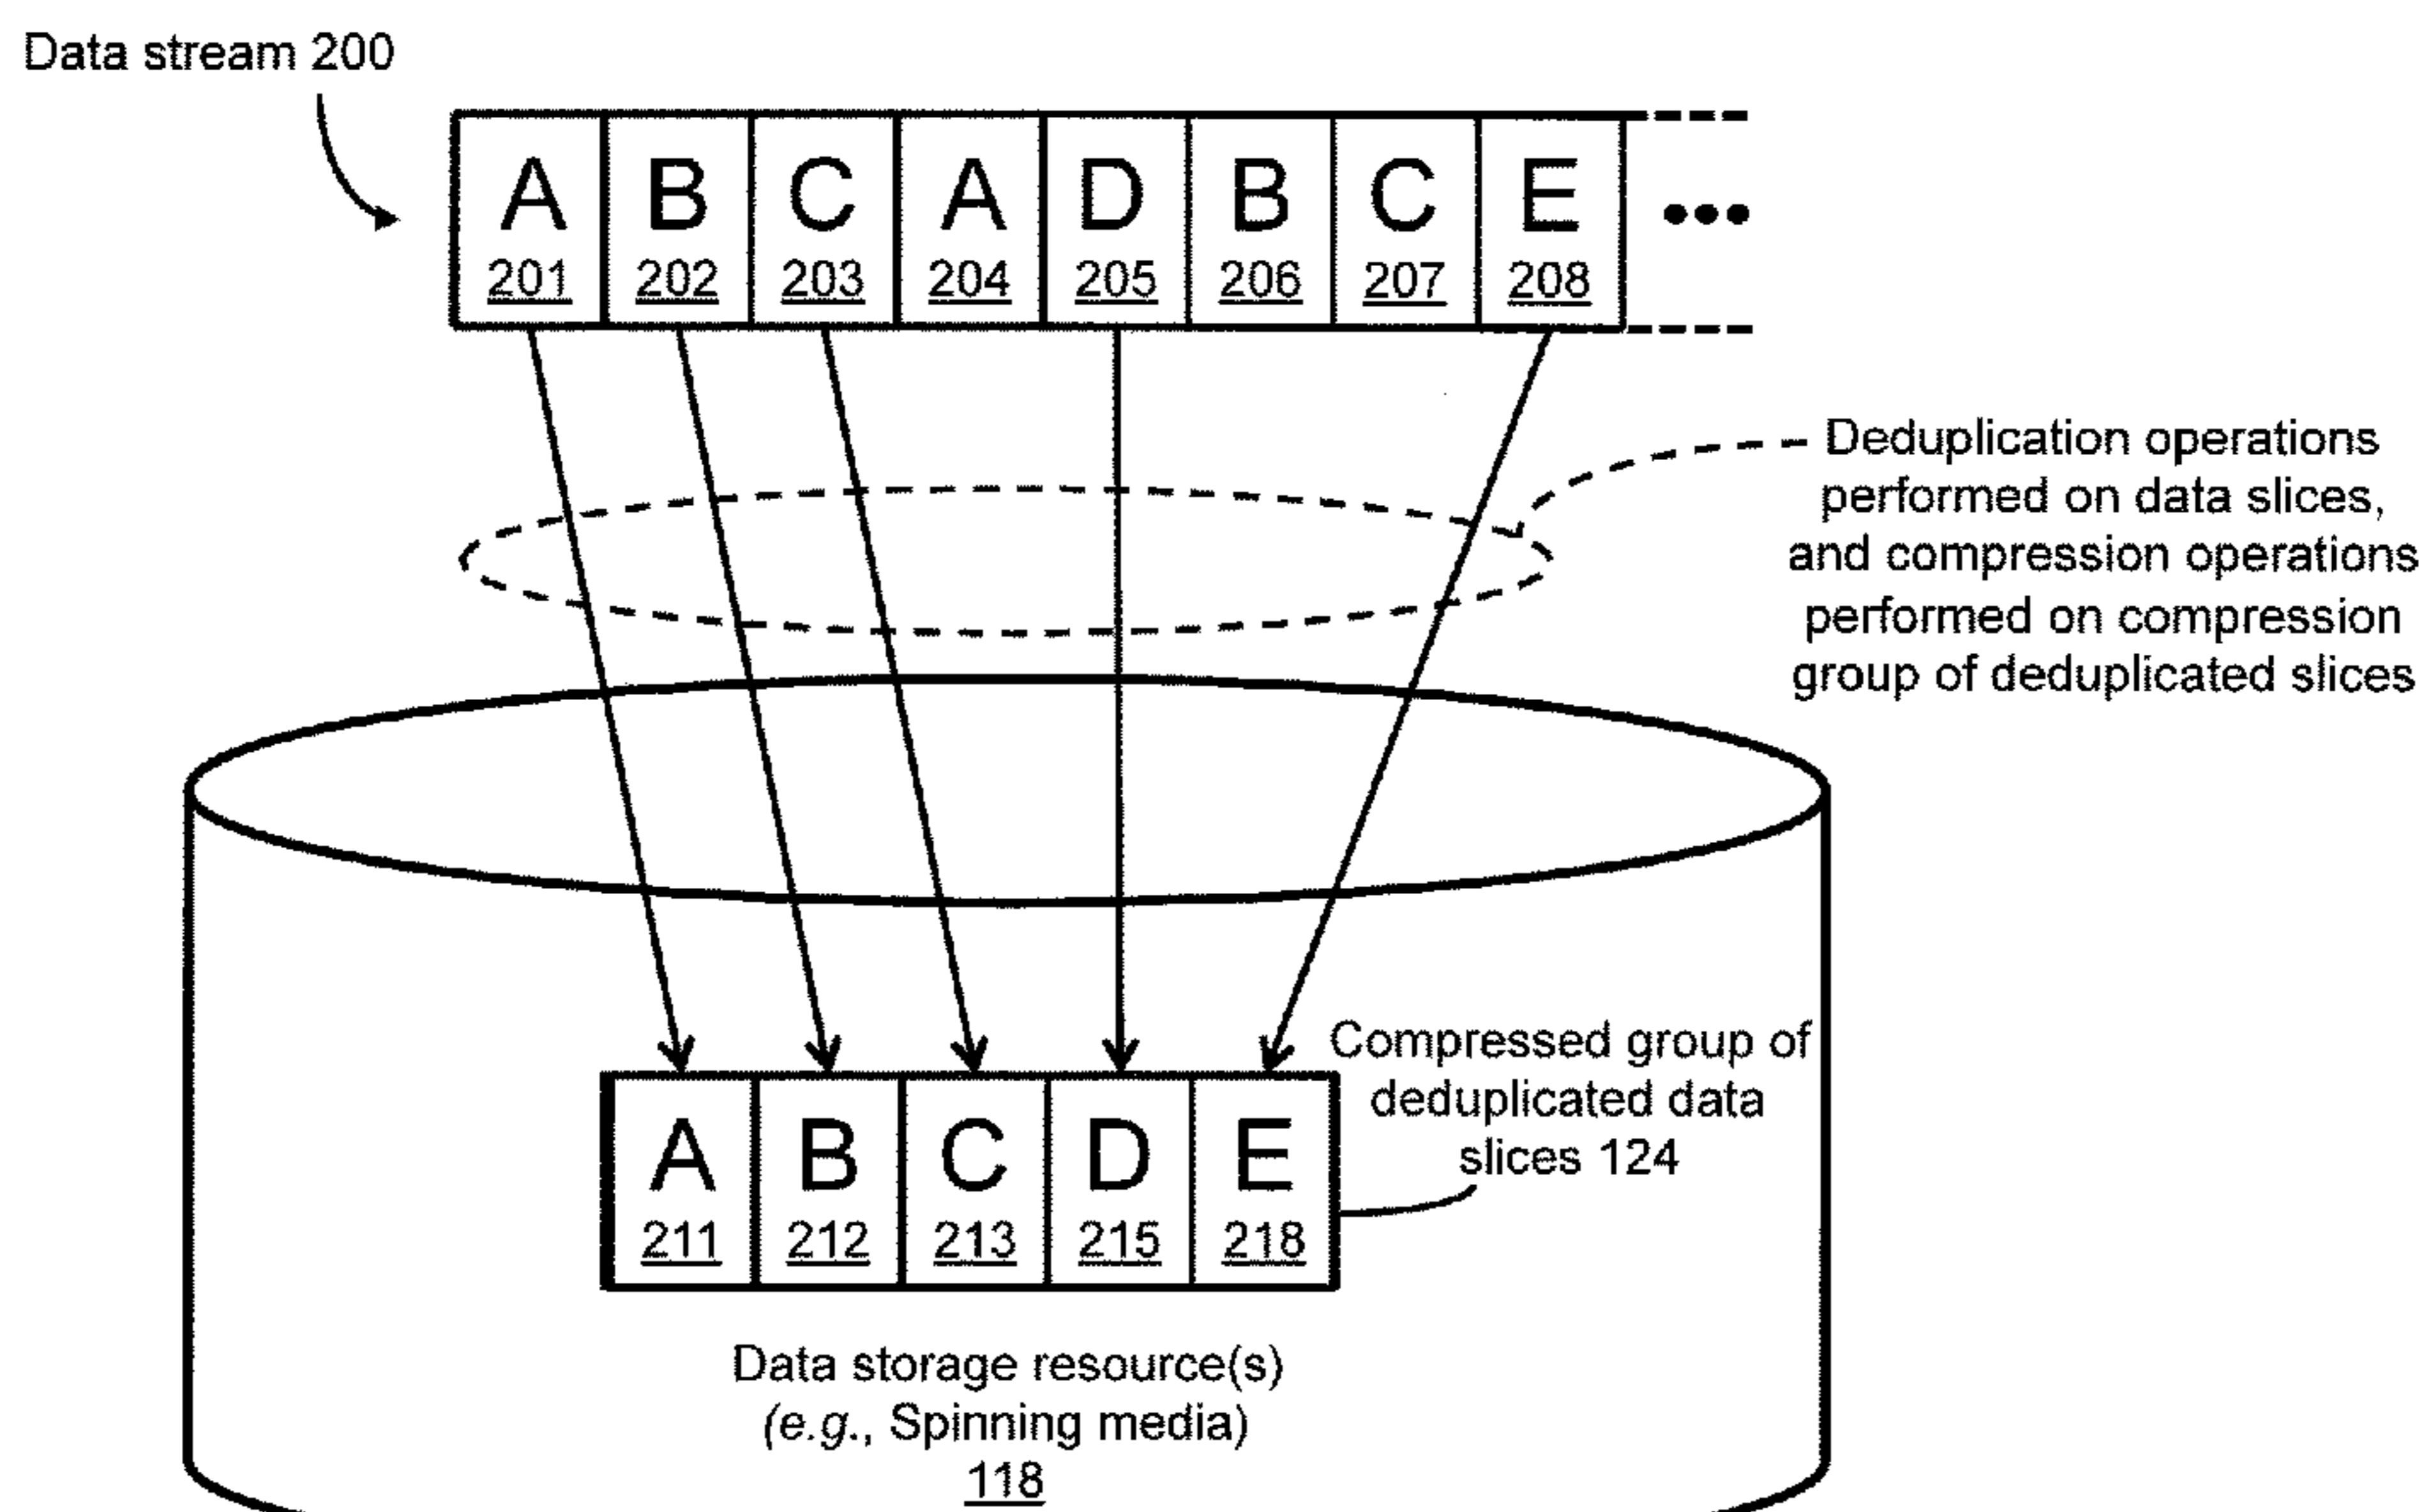 Data stream 200
A B C A D B C E •••
201 202 203 204 205 206 207 208
Deduplication operations
performed on data slices,
and compression operations
performed on compression
group of deduplicated slices
Compressed group of
deduplicated data
slices 124
A B C D E
211 212 213 215 218
Data storage resource(s)
(e.g., Spinning media)
118